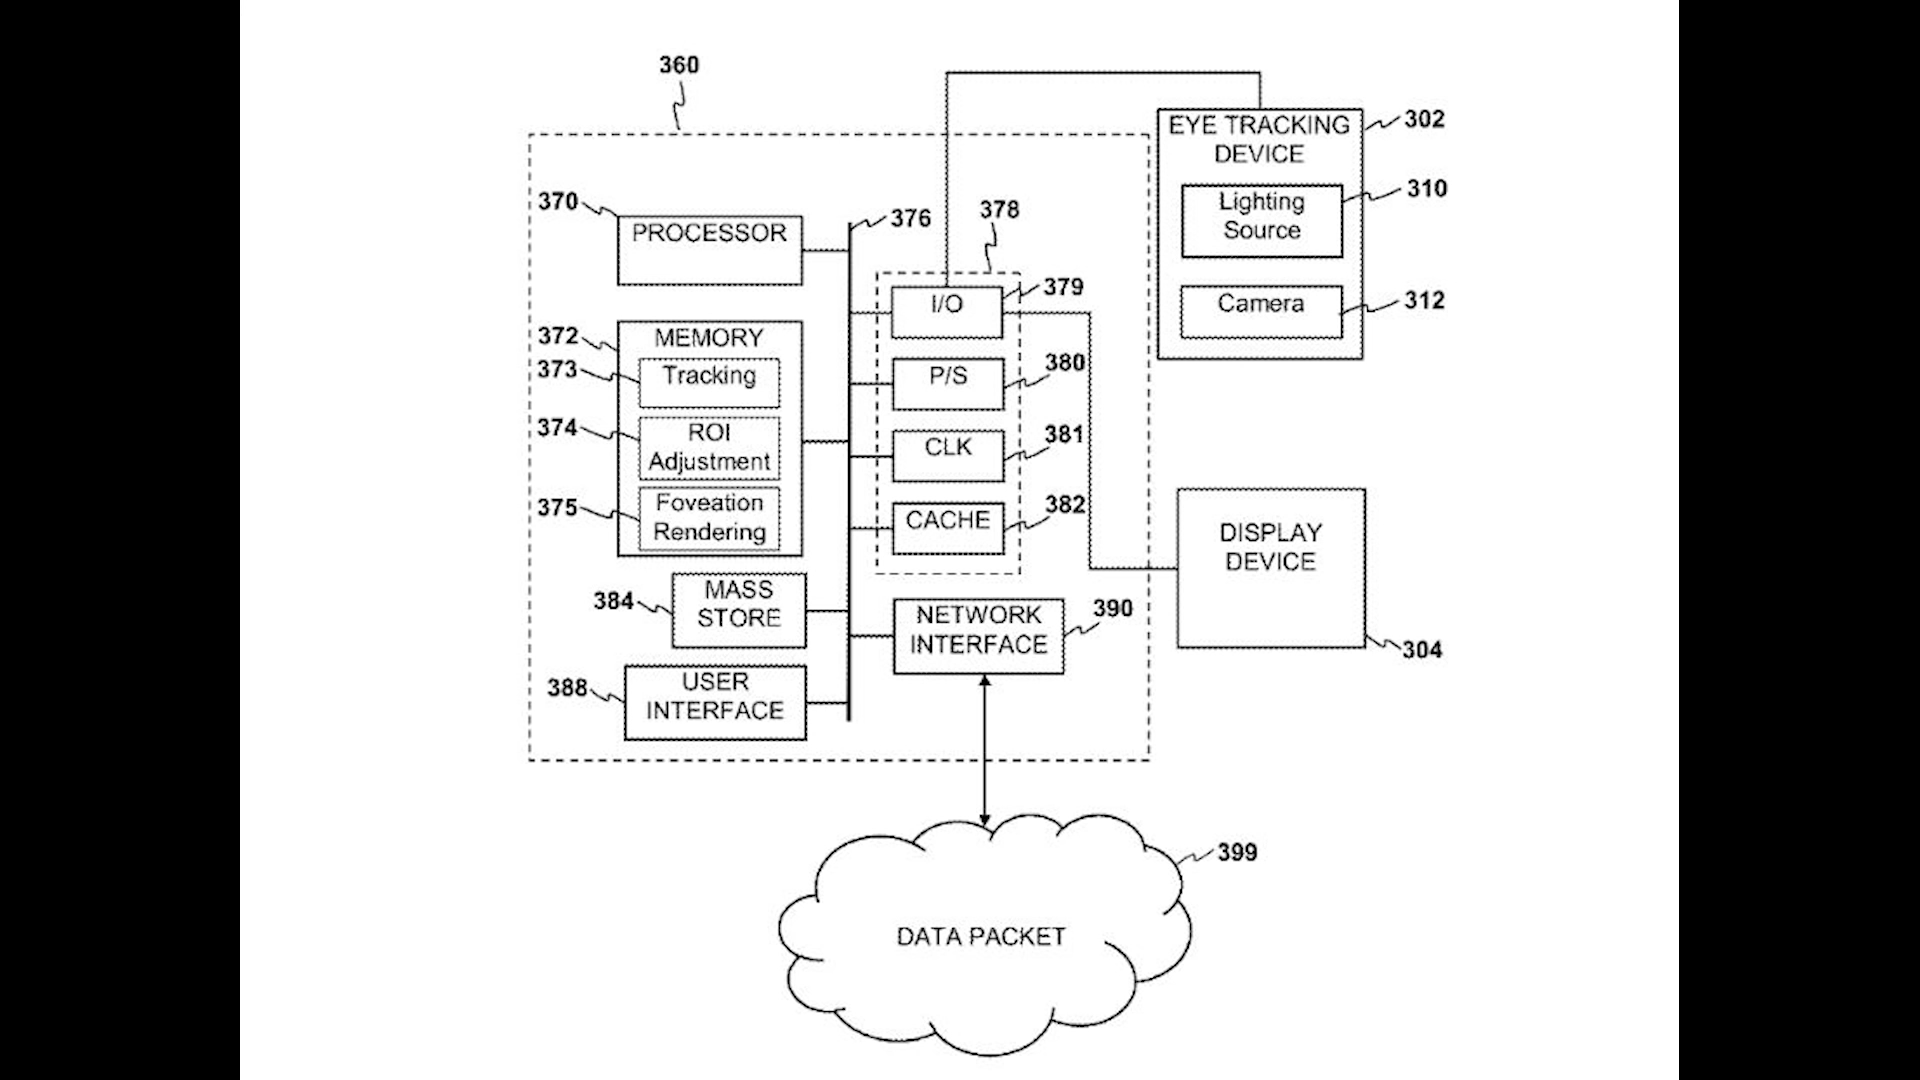 360
EYE TRACKING
DEVICE
302
Lighting
Source
310
Camera
312
370
PROCESSOR
376
378
I/O
379
372
MEMORY
373
Tracking
374
ROI
Adjustment
375
Foveation
Rendering
P/S
380
CLK
381
CACHE
382
DISPLAY
DEVICE
304
384
MASS
STORE
NETWORK
INTERFACE
390
388
USER
INTERFACE
399
DATA PACKET